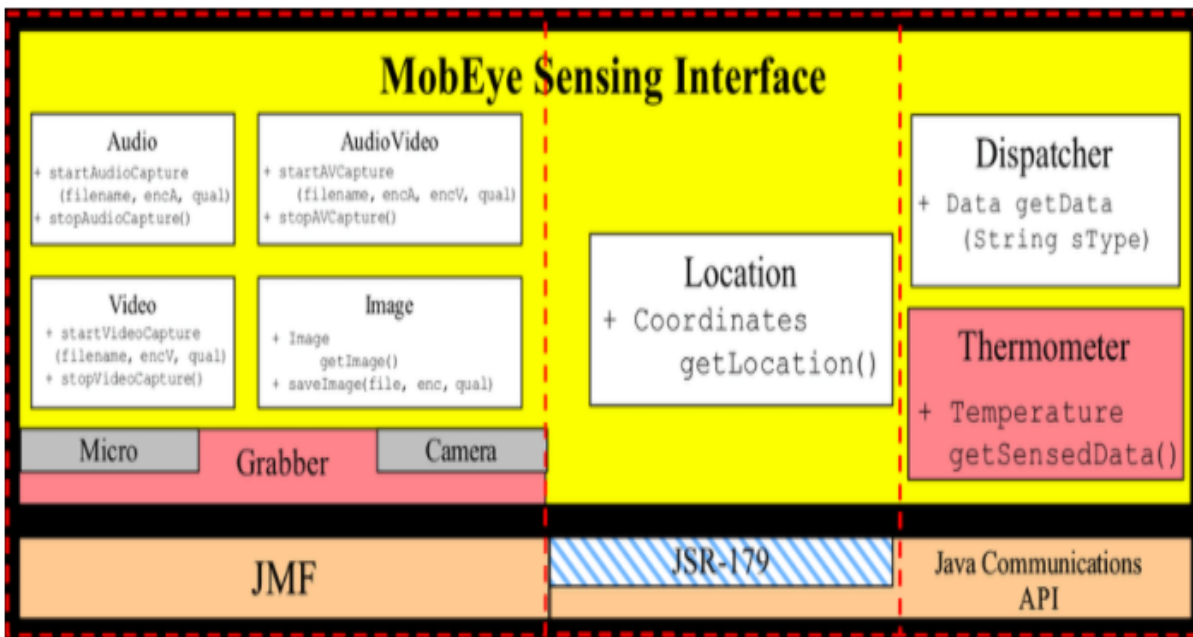 MobEye Sensing Interface
Audio
+ startAudioCapture
(filename, encA, qual)
+ stopAudioCapture()
AudioVideo
+ startAVCapture
(filename, encA, encV, qual)
+ stopAVCapture()
Video
+ startVideoCapture
(filename, encV, qual)
+ stopVideoCapture()
Image
+ Image
getImage()
+ saveImage(file, enc, qual)
Micro
Grabber
Camera
Location
+ Coordinates
getLocation()
Dispatcher
+ Data getData
(String sType)
Thermometer
+ Temperature
getSensedData()
JMF
JSR-179
Java Communications
API